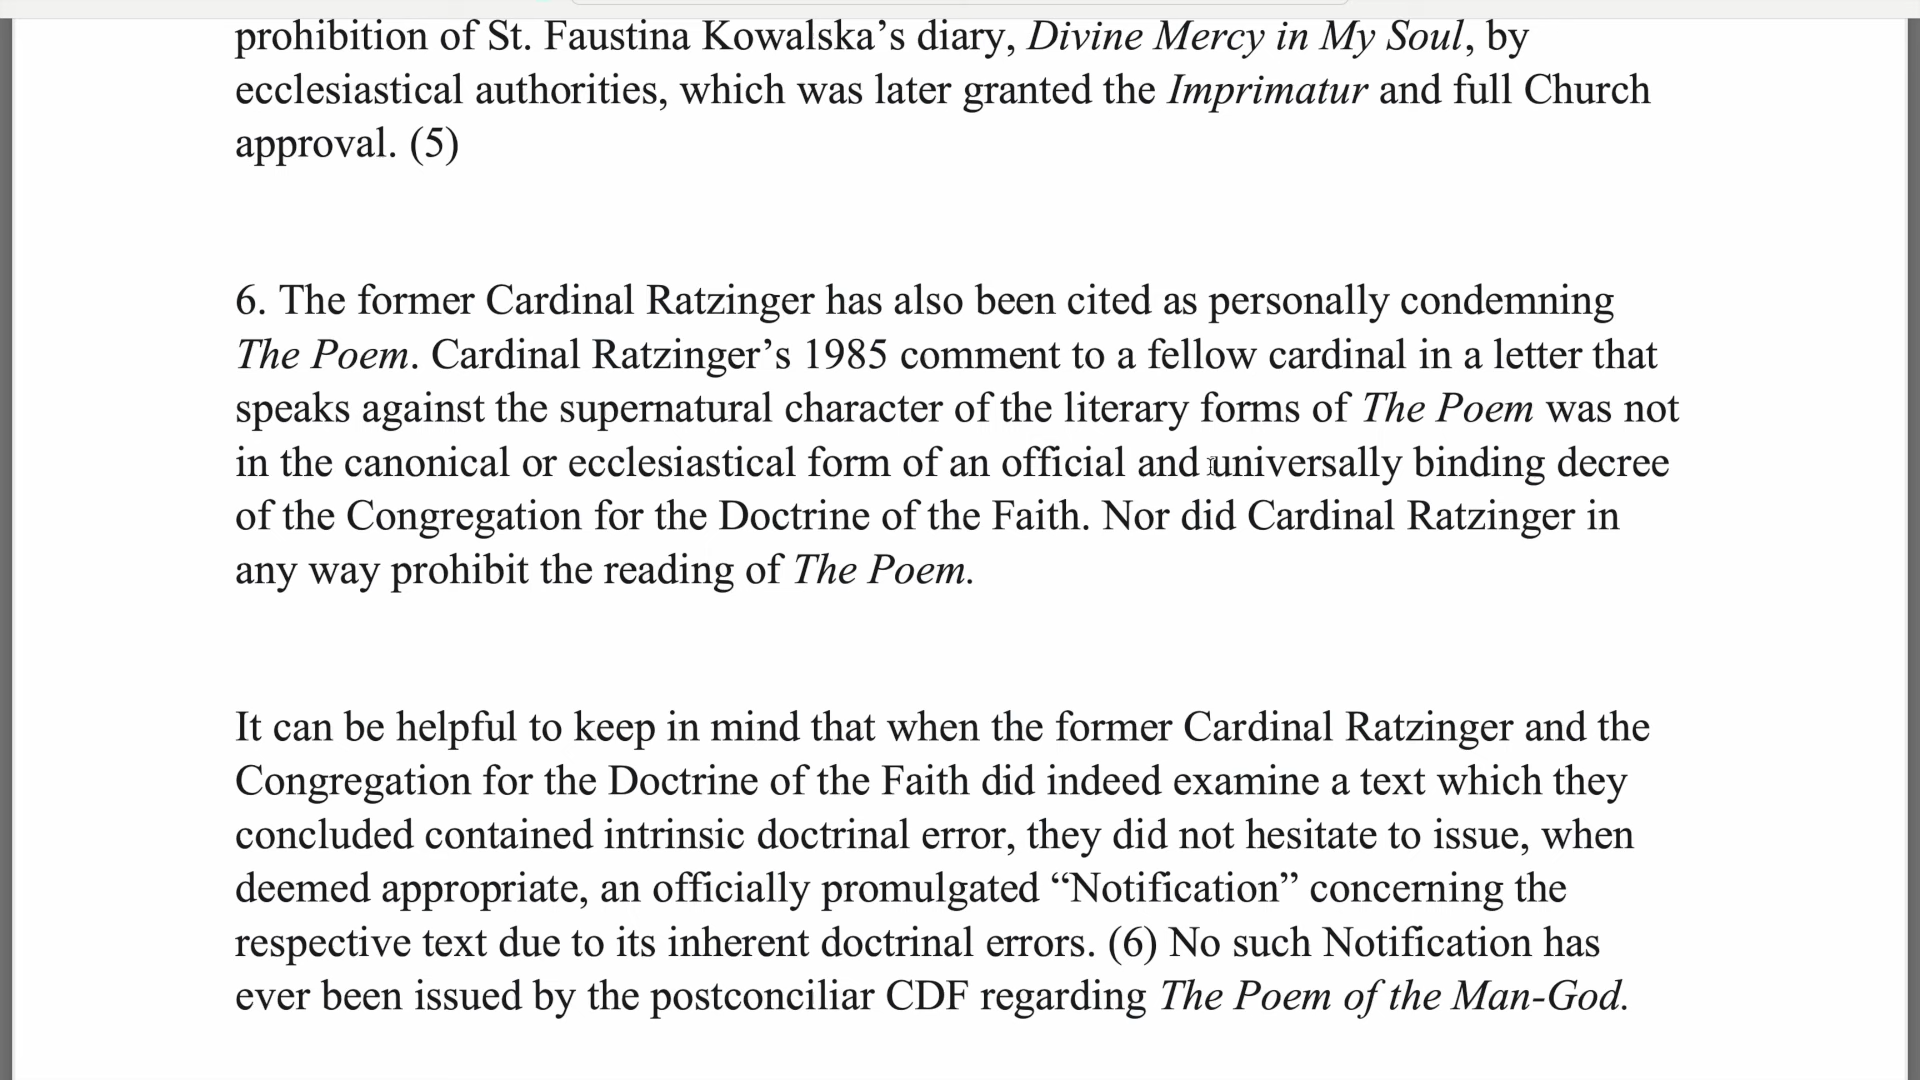 prohibition of St. Faustina Kowalska’s diary, Divine Mercy in My Soul, by
ecclesiastical authorities, which was later granted the Imprimatur and full Church
approval. (5)
6. The former Cardinal Ratzinger has also been cited as personally condemning
The Poem. Cardinal Ratzinger’s 1985 comment to a fellow cardinal in a letter that
speaks against the supernatural character of the literary forms of The Poem was not
in the canonical or ecclesiastical form of an official and universally binding decree
of the Congregation for the Doctrine of the Faith. Nor did Cardinal Ratzinger in
any way prohibit the reading of The Poem.
It can be helpful to keep in mind that when the former Cardinal Ratzinger and the
Congregation for the Doctrine of the Faith did indeed examine a text which they
concluded contained intrinsic doctrinal error, they did not hesitate to issue, when
deemed appropriate, an officially promulgated “Notification” concerning the
respective text due to its inherent doctrinal errors. (6) No such Notification has
ever been issued by the postconciliar CDF regarding The Poem of the Man-God.